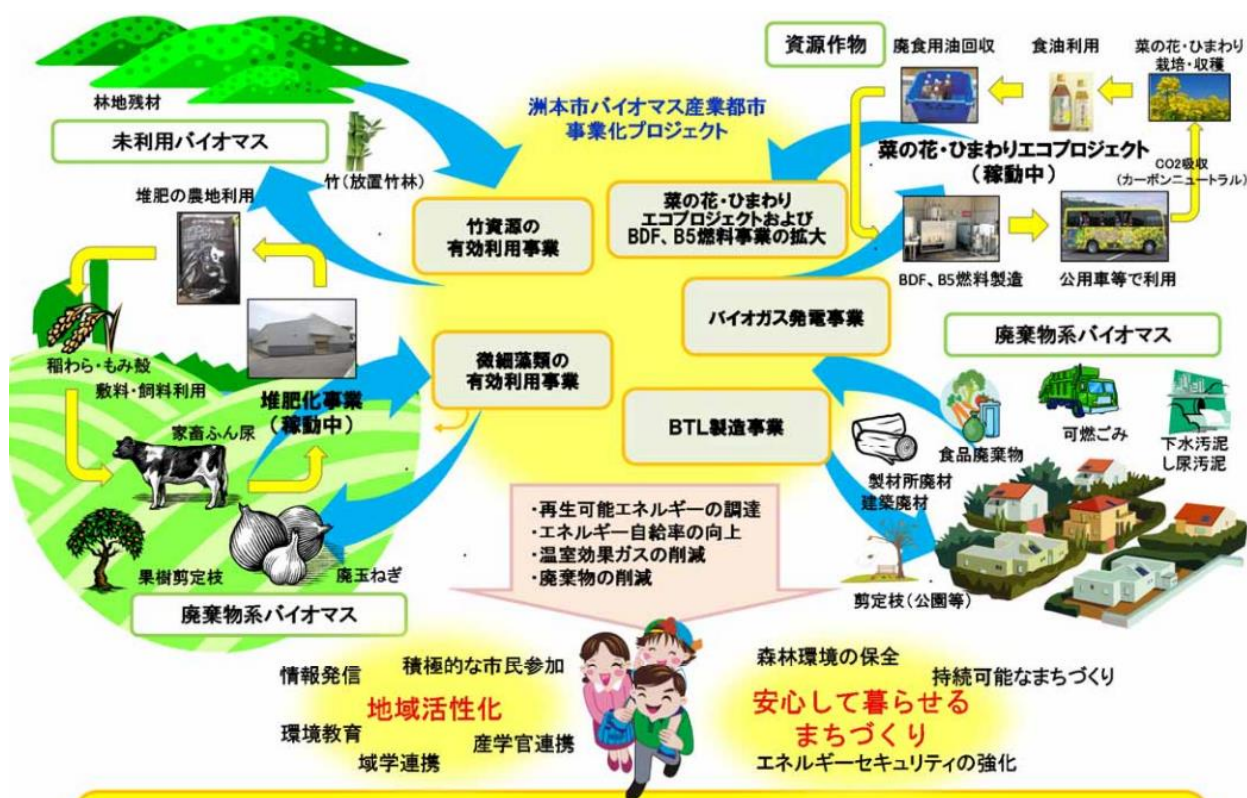 資源作物
廃食用油回収
食油利用
菜の花・ひまわり
栽培・収穫
林地残材
洲本市バイオマス産業都市
事業化プロジェクト
未利用バイオマス
竹(放置竹林)
菜の花・ひまわりエコプロジェクト
(稼動中)
CO2吸収
(カーボンニュートラル)
堆肥の農地利用
竹資源の
有効利用事業
菜の花・ひまわり
エコプロジェクトおよび
BDF、B5燃料事業の拡大
BDF、B5燃料製造
公用車等で利用
バイオガス発電事業
廃棄物系バイオマス
稲わら・もみ殻
敷料・飼料利用
堆肥化事業
(稼動中)
微細藻類の
有効利用事業
BTL製造事業
家畜ふん尿
食品廃棄物
可燃ごみ
下水汚泥
し尿汚泥
製材所廃材
建築廃材
・再生可能エネルギーの調達
・エネルギー自給率の向上
・温室効果ガスの削減
・廃棄物の削減
果樹剪定枝
廃玉ねぎ
剪定枝(公園等)
廃棄物系バイオマス
情報発信
積極的な市民参加
地域活性化
環境教育
産学官連携
域学連携
森林環境の保全
持続可能なまちづくり
安心して暮らせる
まちづくり
エネルギーセキュリティの強化